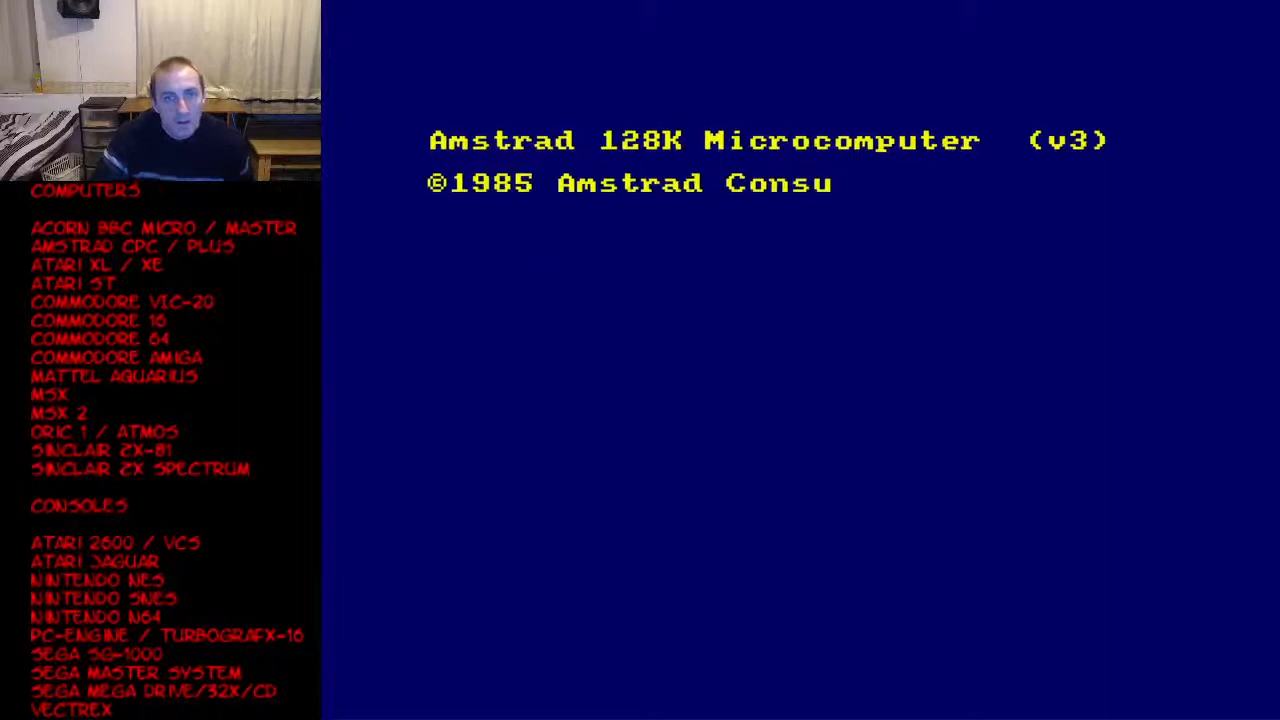 COMPUTERS
ACORN BBC MICRO / MASTER
AMSTRAD CPC / PLUS
ATARI XL / XE
ATARI ST
COMMODORE VIC-20
COMMODORE 16
COMMODORE 64
COMMODORE AMIGA
MATTEL AQUARIUS
MSX
MSX 2
ORIC 1 / ATMOS
SINCLAIR ZX-81
SINCLAIR ZX SPECTRUM
CONSOLES
ATARI 2600 / VCS
ATARI JAGUAR
NINTENDO NES
NINTENDO SNES
NINTENDO N64
PC-ENGINE / TURBOGRAFX-16
SEGA SG-1000
SEGA MASTER SYSTEM
SEGA MEGA DRIVE/32X/CD
VECTREX
Amstrad 128K Microcomputer (v3)
©1985 Amstrad Consu